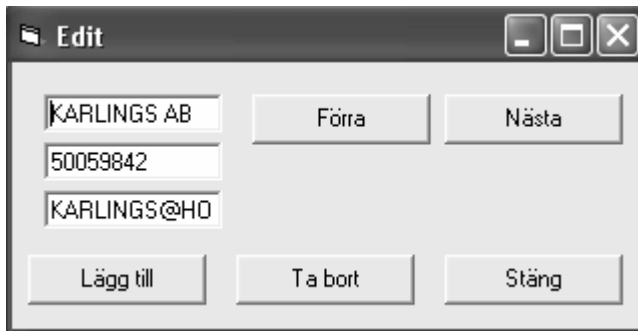 Edit
KARLINGS AB
Förra
Nästa
50059842
KARLINGS@HO
Lägg till
Ta bort
Stäng